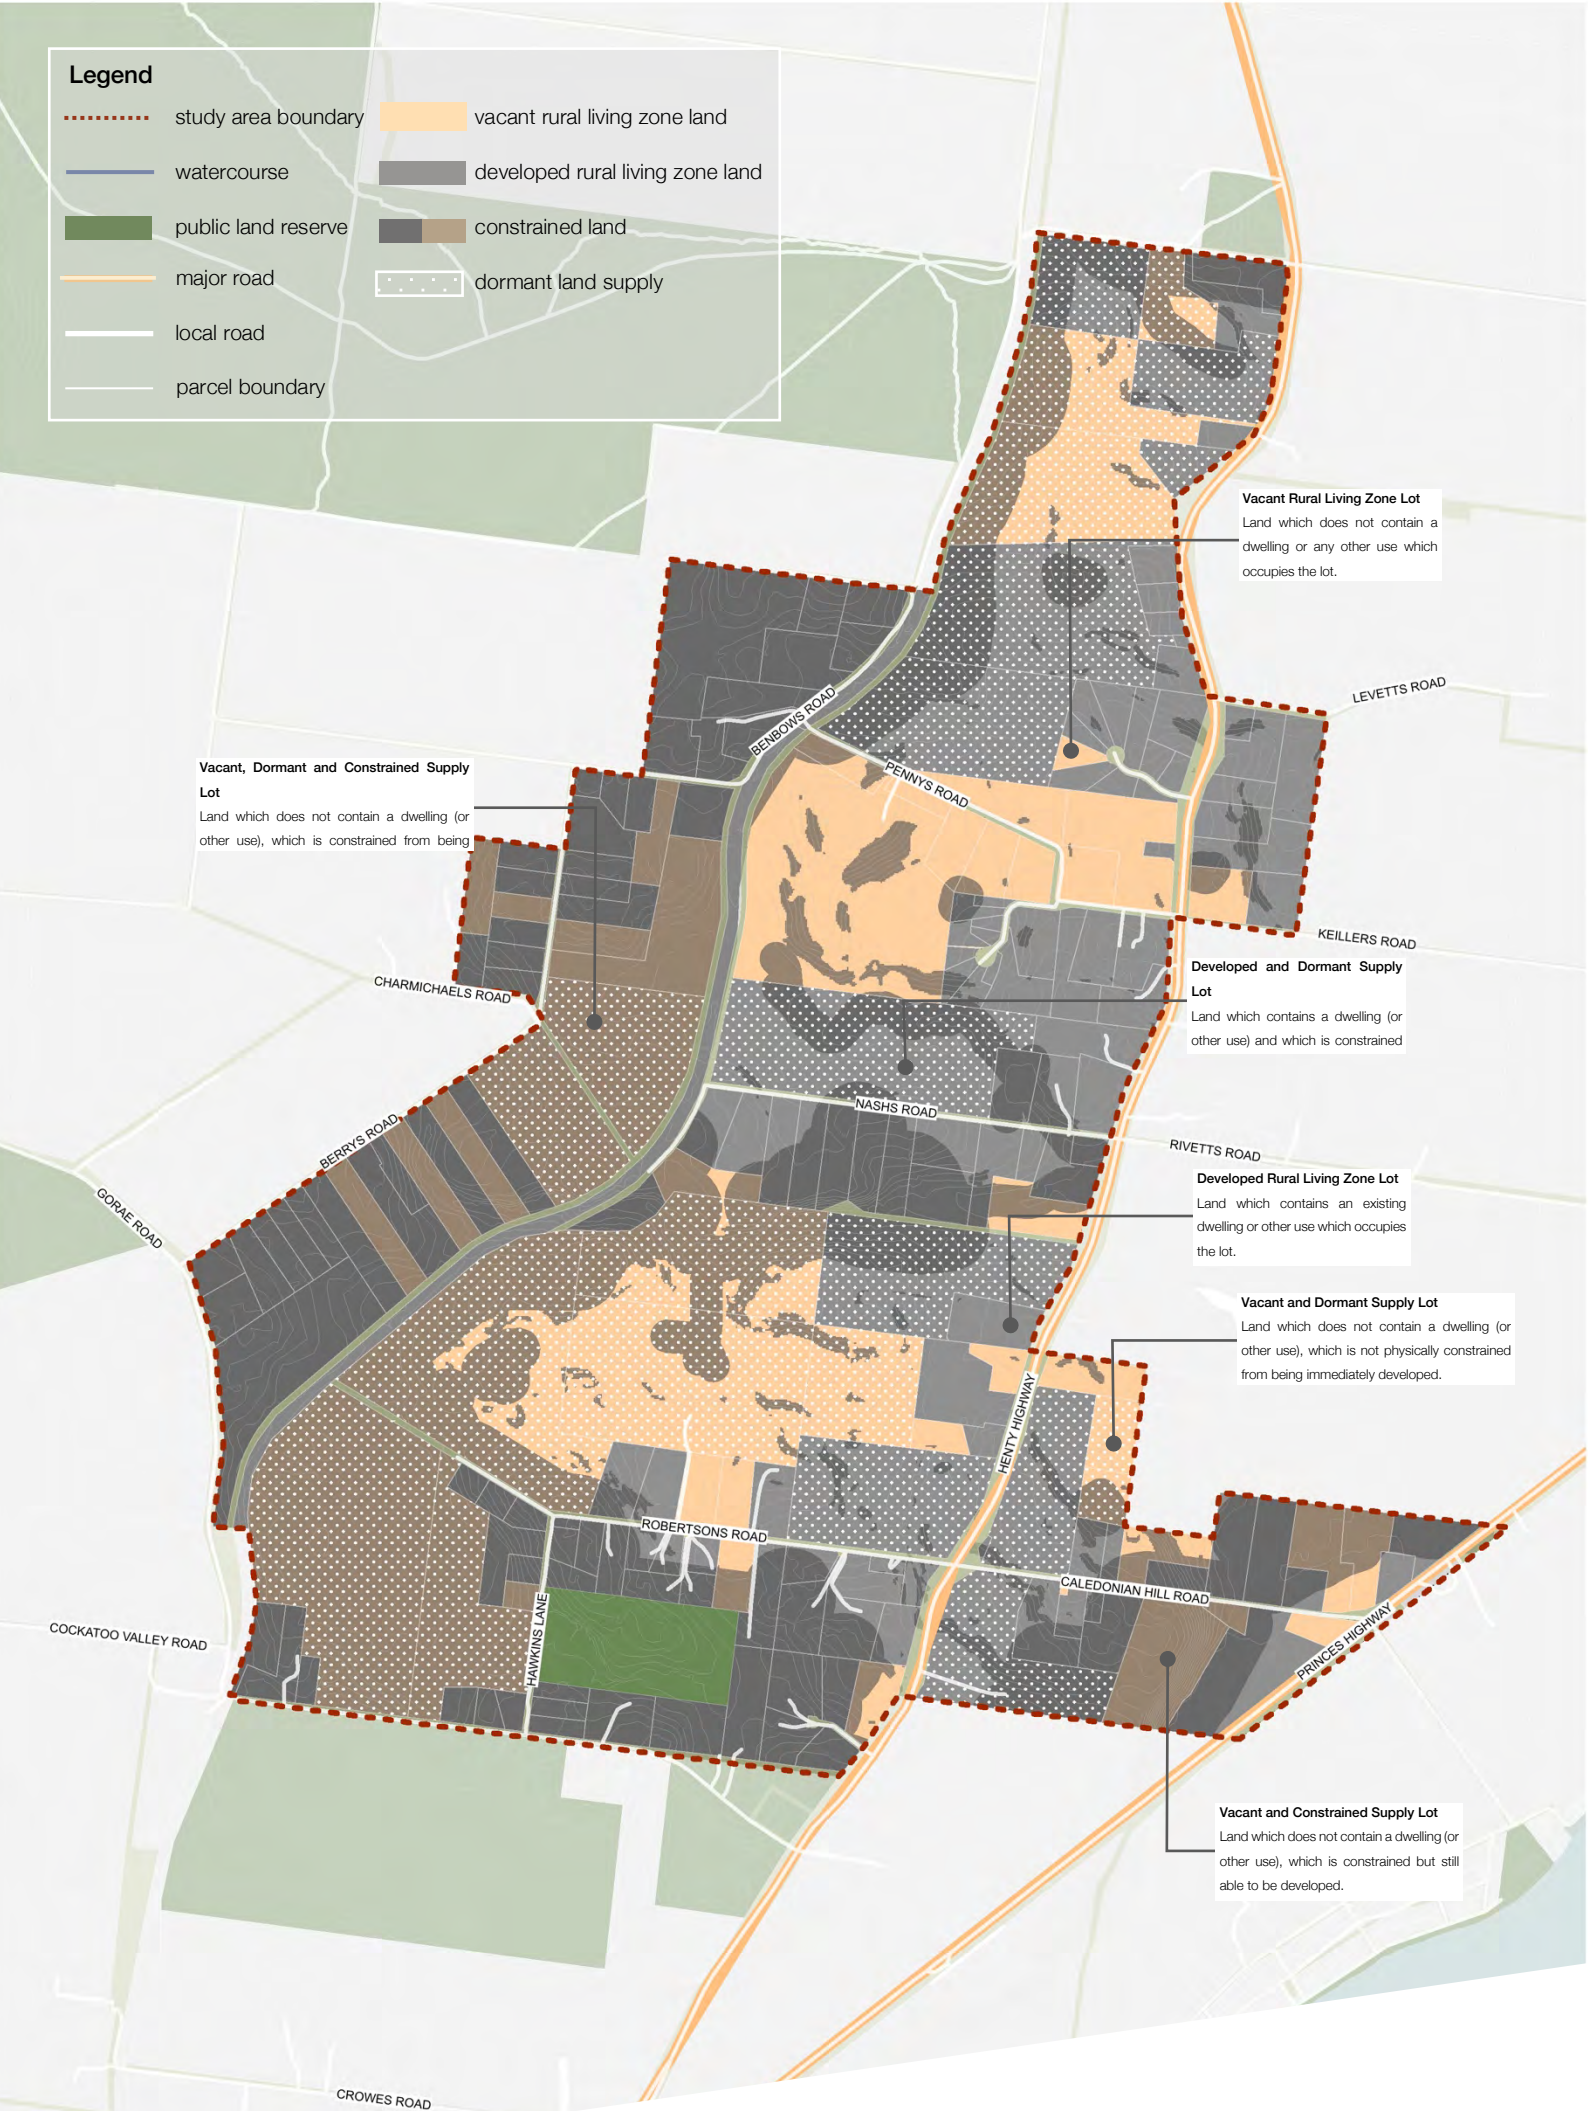 Legend
study area boundary
watercourse
public land reserve
major road
local road
parcel boundary
vacant rural living zone land
developed rural living zone land
constrained land
dormant land supply
Vacant Rural Living Zone Lot
Land which does not contain a
dwelling or any other use which
occupies the lot.
LEVETTS ROAD
BENBOWS ROAD
PENNYS ROAD
Vacant, Dormant and Constrained Supply
Lot
Land which does not contain a dwelling (or
other use), which is constrained from being
KEILLERS ROAD
CHARMICHAELS ROAD
Developed and Dormant Supply
Lot
Land which contains a dwelling (or
other use) and which is constrained
NASHS ROAD
BERRYS ROAD
RIVETTS ROAD
GORAE ROAD
Developed Rural Living Zone Lot
Land which contains an existing
dwelling or other use which occupies
the lot.
Vacant and Dormant Supply Lot
Land which does not contain a dwelling (or
other use), which is not physically constrained
from being immediately developed.
HENTY HIGHWAY
ROBERTSONS ROAD
CALEDONIAN HILL ROAD
HAWKINS LANE
COCKATOO VALLEY ROAD
PRINCES HIGHWAY
Vacant and Constrained Supply Lot
Land which does not contain a dwelling (or
other use), which is constrained but still
able to be developed.
CROWES ROAD